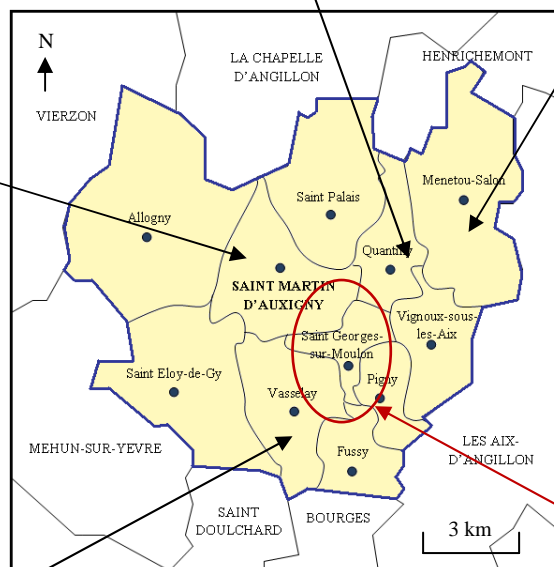 N
LA CHAPELLE
D'ANGILLON
HENRICHEMONT
VIERZON
Saint Palais
Menetou-Salon
Allogny
Quantilly
SAINT MARTIN
D'AUXIGNY
Vignoux-sous-
les-Aix
Saint Georges-
sur-Moulon
Saint Eloy-de-Gy
Pigny
Vasselay
MEHUN-SUR-YEVRE
LES AIX-
D'ANGILLON
Fussy
SAINT
DOULCHARD
BOURGES
3 km